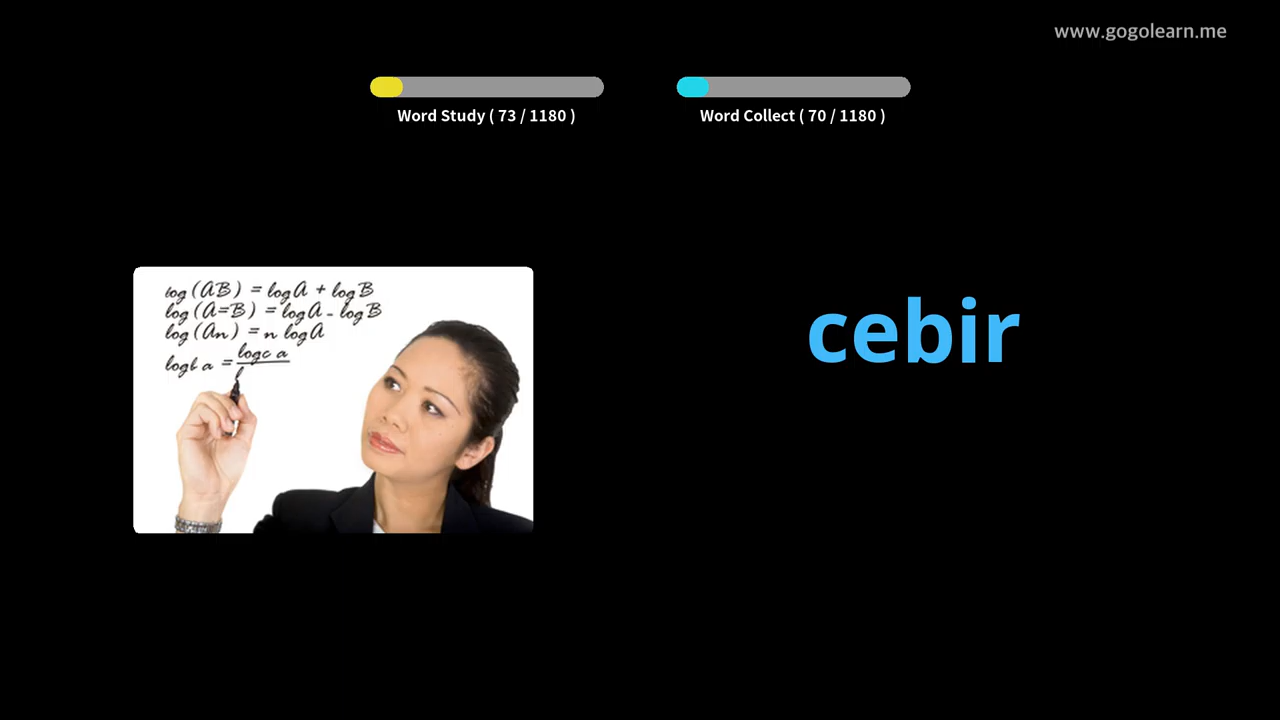 www.gogolearn.me
Word Study ( 73 / 1180 )
Word Collect ( 70 / 1180 )
log (AB) = log A + log B
log (A=B) = log A - log B
log (An) = n log A
logb a = logc a
cebir